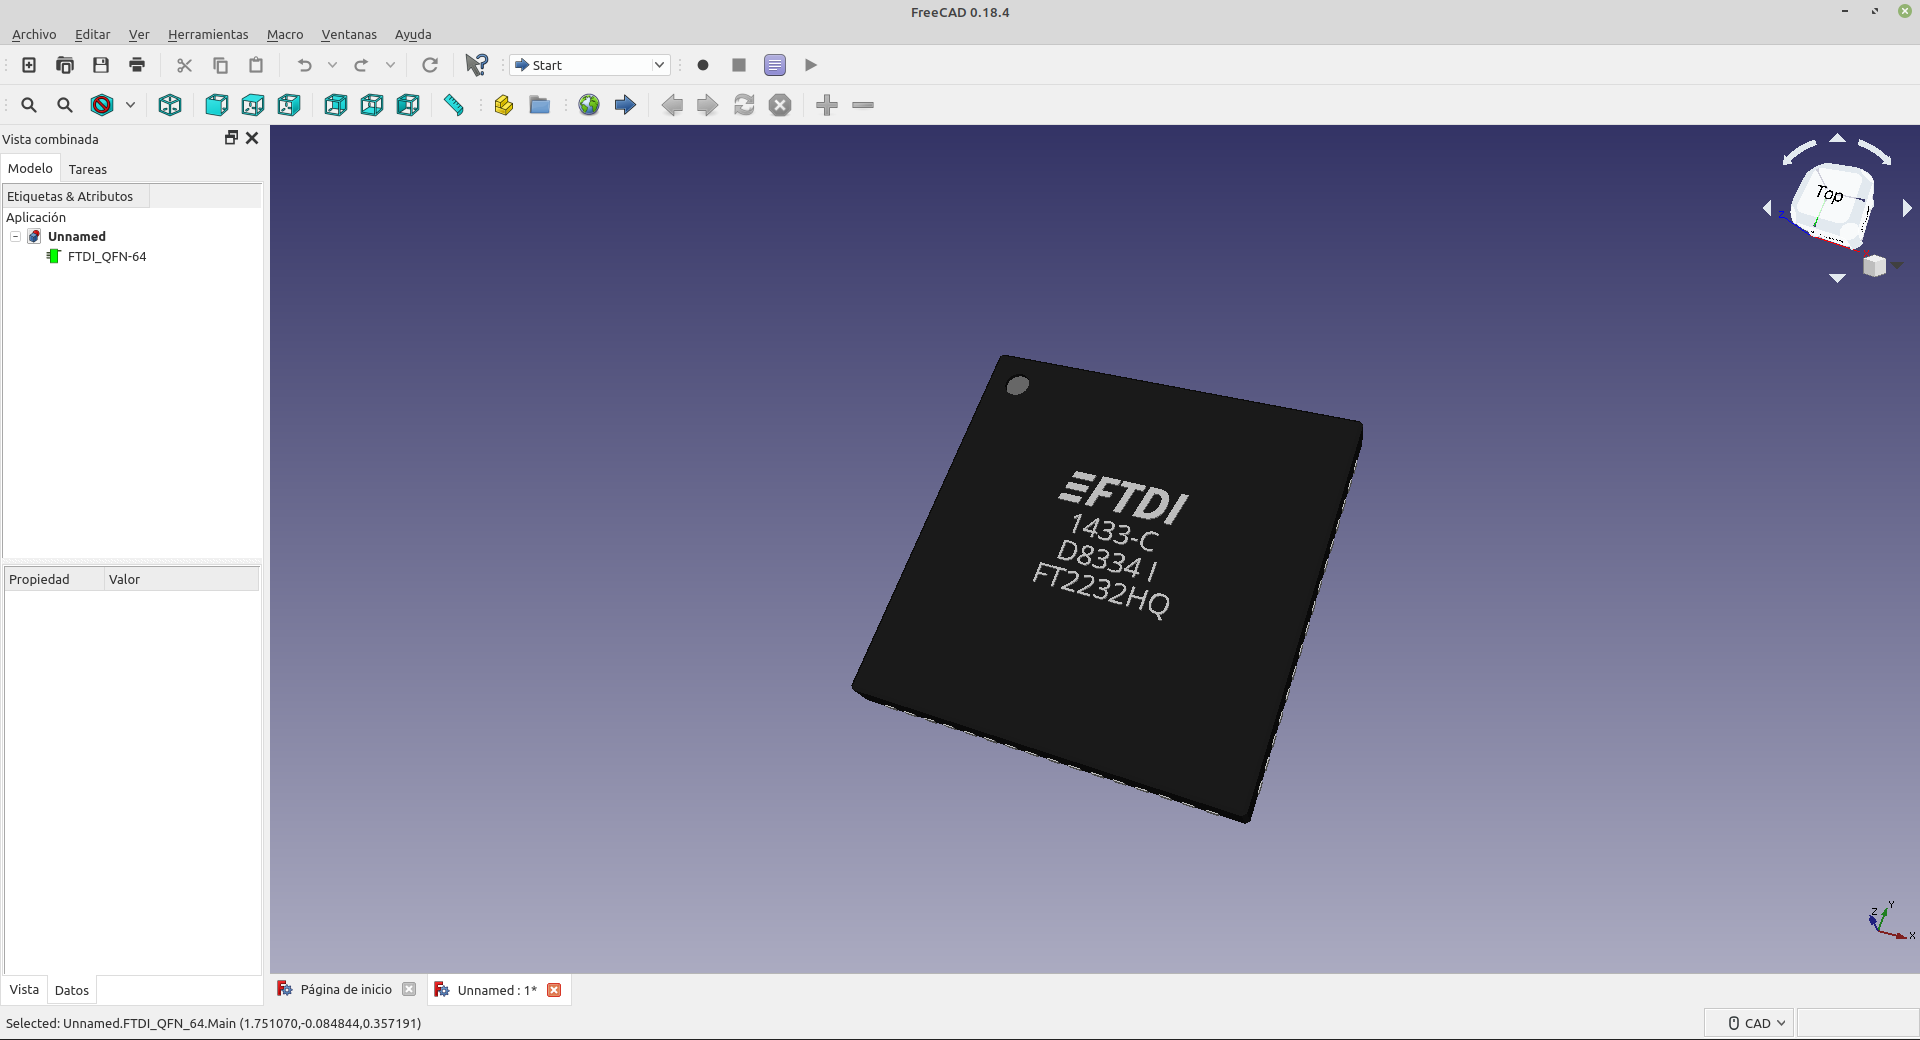 FreeCAD 0.18.4
Archivo Editar Ver Herramientas Macro Ventanas Ayuda
Start
Vista combinada
Modelo Tareas
Etiquetas & Atributos
Aplicación
Unnamed
FTDI_QFN-64
Propiedad Valor
Vista Datos
Top
Z
FTDI
1433-C
D8334 I
FT2232HQ
Z Y X
Página de inicio Unnamed : 1*
Selected: Unnamed.FTDI_QFN_64.Main (1.751070,-0.084844,0.357191)
CAD